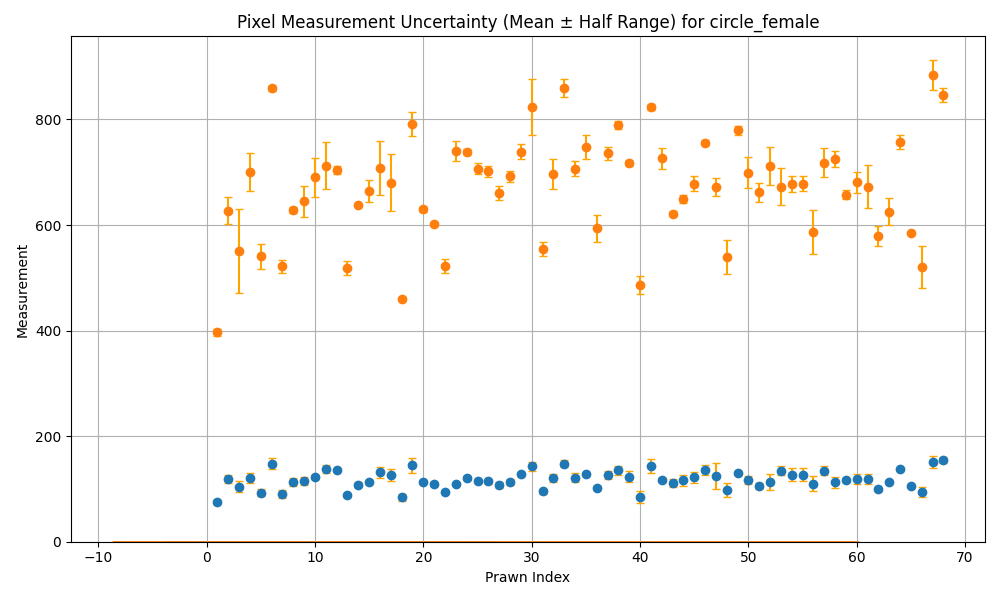 Pixel Measurement Uncertainty (Mean ± Half Range) for circle_female
Measurement
800
600
400
200
0
−10 0 10 20 30 40 50 60 70
Prawn Index